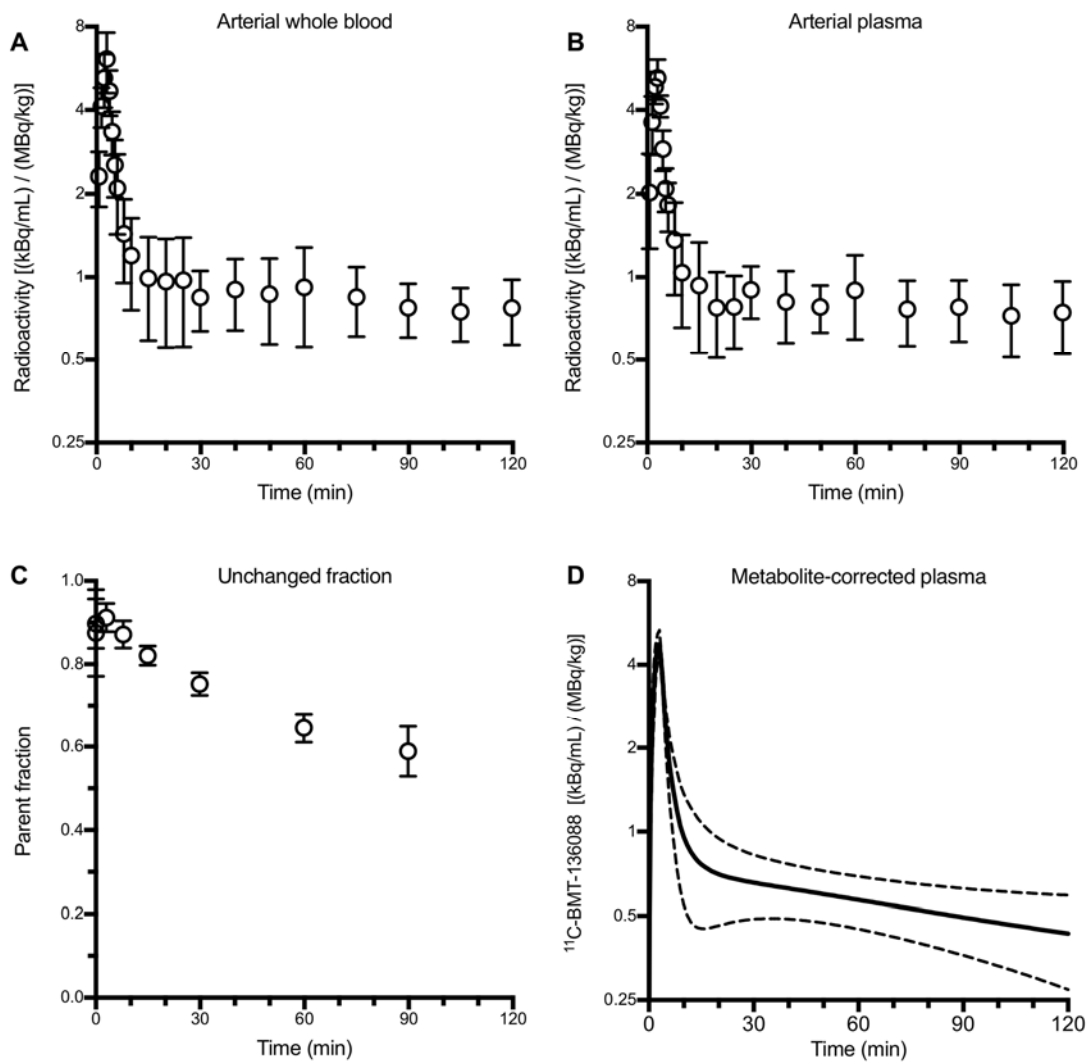 A
Arterial whole blood
Radioactivity [(kBq/mL) / (MBq/kg)]
8
4
2
1
0.5
0.25
0 30 60 90 120
Time (min)
B
Arterial plasma
Radioactivity [(kBq/mL) / (MBq/kg)]
8
4
2
1
0.5
0.25
0 30 60 90 120
Time (min)
C
Unchanged fraction
Parent fraction
1.0
0.8
0.6
0.4
0.2
0.0
0 30 60 90 120
Time (min)
D
Metabolite-corrected plasma
¹¹C-BMT-136088 [(kBq/mL) / (MBq/kg)]
8
4
2
1
0.5
0.25
0 30 60 90 120
Time (min)